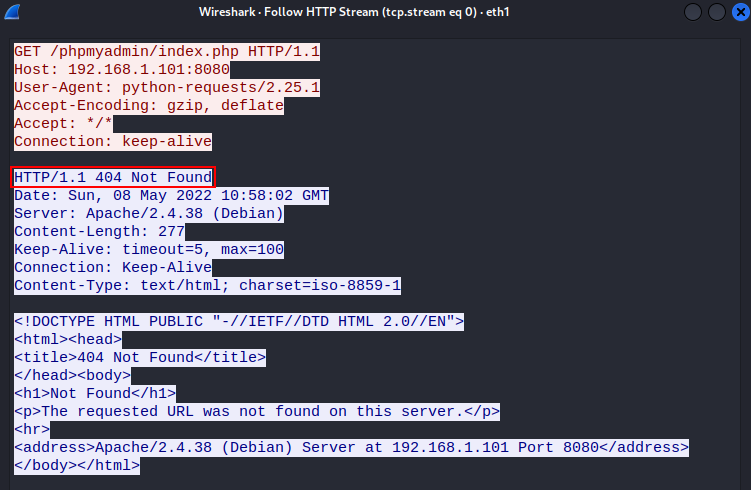 Wireshark · Follow HTTP Stream (tcp.stream eq 0) · eth1
GET /phpmyadmin/index.php HTTP/1.1
Host: 192.168.1.101:8080
User-Agent: python-requests/2.25.1
Accept-Encoding: gzip, deflate
Accept: */*
Connection: keep-alive
HTTP/1.1 404 Not Found
Date: Sun, 08 May 2022 10:58:02 GMT
Server: Apache/2.4.38 (Debian)
Content-Length: 277
Keep-Alive: timeout=5, max=100
Connection: Keep-Alive
Content-Type: text/html; charset=iso-8859-1
<!DOCTYPE HTML PUBLIC "-//IETF//DTD HTML 2.0//EN">
<html><head>
<title>404 Not Found</title>
</head><body>
<h1>Not Found</h1>
<p>The requested URL was not found on this server.</p>
<hr>
<address>Apache/2.4.38 (Debian) Server at 192.168.1.101 Port 8080</address>
</body></html>